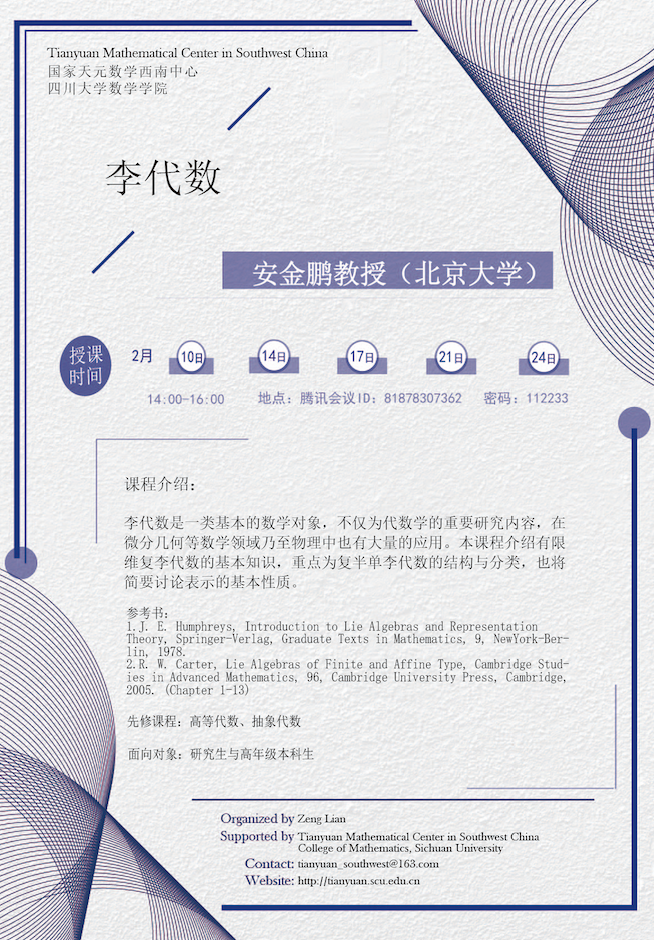 Tianyuan Mathematical Center in Southwest China
国家天元数学西南中心
四川大学数学学院
李代数
安金鹏教授（北京大学）
授课
时间
2月 10日 14日 17日 21日 24日
14:00-16:00 地点：腾讯会议ID：81878307362 密码：112233
课程介绍：
李代数是一类基本的数学对象，不仅为代数学的重要研究内容，在
微分几何等数学领域乃至物理中也有大量的应用。本课程介绍有限
维复李代数的基本知识，重点为复半单李代数的结构与分类，也将
简要讨论表示的基本性质。
参考书：
1.J. E. Humphreys, Introduction to Lie Algebras and Representation
Theory, Springer-Verlag, Graduate Texts in Mathematics, 9, NewYork-Ber-
lin, 1978.
2.R. W. Carter, Lie Algebras of Finite and Affine Type, Cambridge Stud-
ies in Advanced Mathematics, 96, Cambridge University Press, Cambridge,
2005. (Chapter 1-13)
先修课程：高等代数、抽象代数
面向对象：研究生与高年级本科生
Organized by Zeng Lian
Supported by Tianyuan Mathematical Center in Southwest China
College of Mathematics, Sichuan University
Contact: tianyuan_southwest@163.com
Website: http://tianyuan.scu.edu.cn